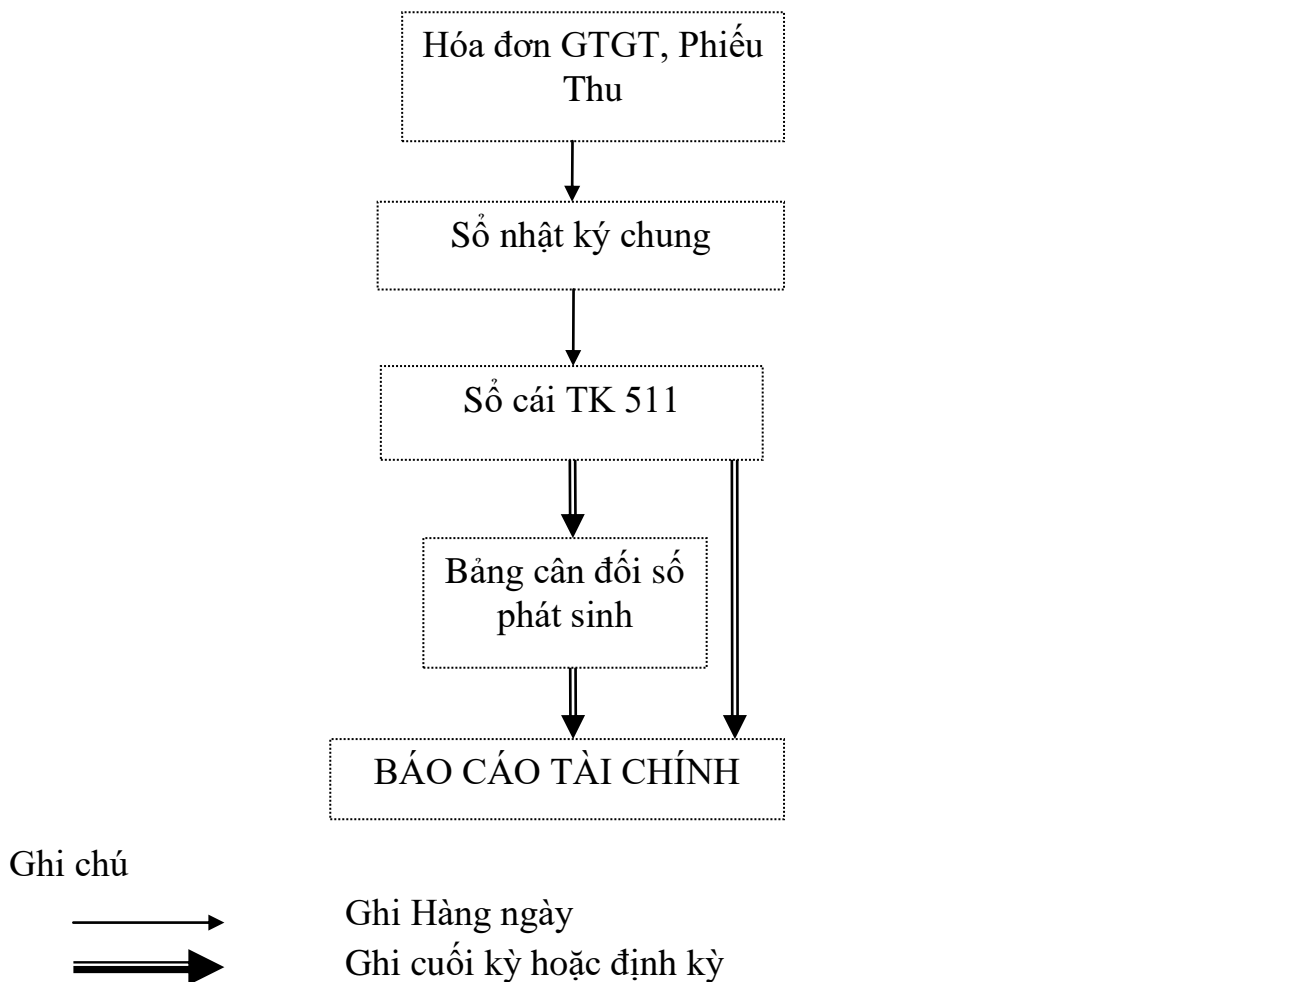 Hóa đơn GTGT, Phiếu
Thu
Sổ nhật ký chung
Sổ cái TK 511
Bảng cân đối số
phát sinh
BÁO CÁO TÀI CHÍNH
Ghi chú
Ghi Hàng ngày
Ghi cuối kỳ hoặc định kỳ